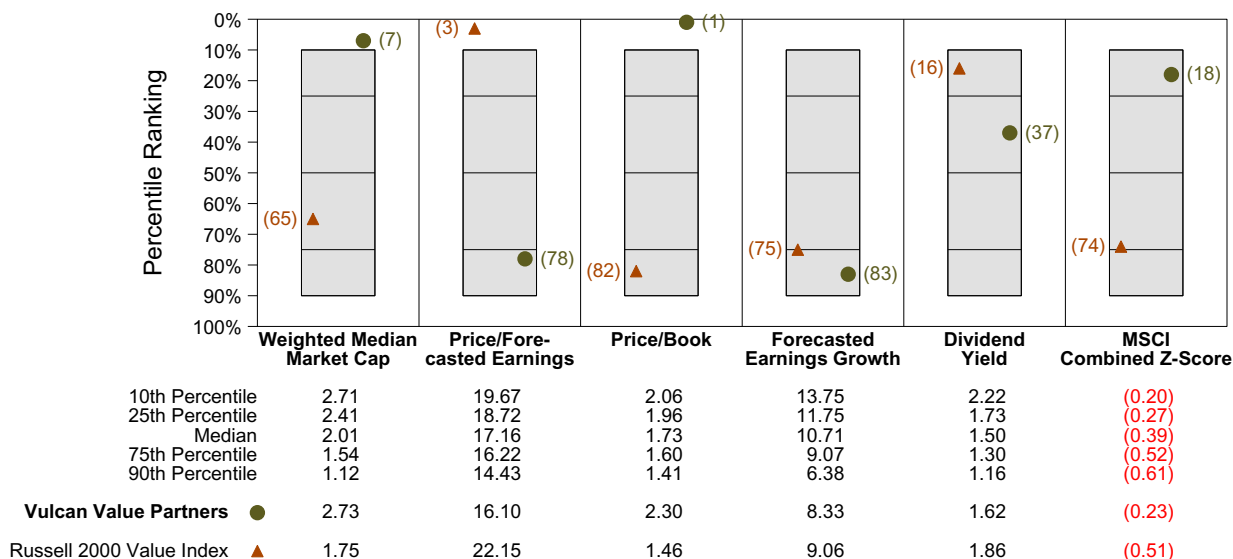 Percentile Ranking
0%
10%
20%
30%
40%
50%
60%
70%
80%
90%
100%
(7)
(65)
(3)
(78)
(1)
(82)
(75)
(83)
(16)
(37)
(18)
(74)
Weighted Median Market Cap
Price/Fore-
casted Earnings
Price/Book
Forecasted
Earnings Growth
Dividend
Yield
MSCI
Combined Z-Score
10th Percentile 2.71 19.67 2.06 13.75 2.22 (0.20)
25th Percentile 2.41 18.72 1.96 11.75 1.73 (0.27)
Median 2.01 17.16 1.73 10.71 1.50 (0.39)
75th Percentile 1.54 16.22 1.60 9.07 1.30 (0.52)
90th Percentile 1.12 14.43 1.41 6.38 1.16 (0.61)
Vulcan Value Partners 2.73 16.10 2.30 8.33 1.62 (0.23)
Russell 2000 Value Index 1.75 22.15 1.46 9.06 1.86 (0.51)